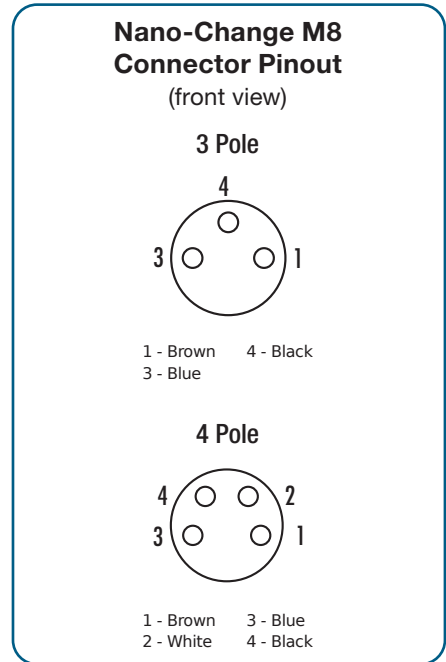 Nano-Change M8
Connector Pinout
(front view)
3 Pole
4
3 1
1 - Brown 4 - Black
3 - Blue
4 Pole
4 2
3 1
1 - Brown 3 - Blue
2 - White 4 - Black